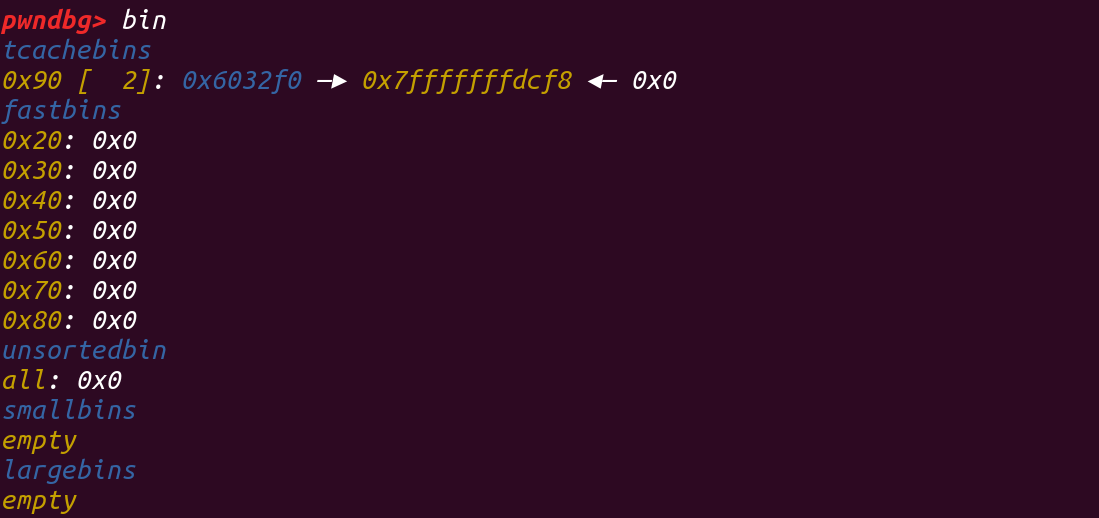 pwndbg> bin
tcachebins
0x90 [  2]: 0x6032f0 —▸ 0x7fffffffdcf8 ◂— 0x0
fastbins
0x20: 0x0
0x30: 0x0
0x40: 0x0
0x50: 0x0
0x60: 0x0
0x70: 0x0
0x80: 0x0
unsortedbin
all: 0x0
smallbins
empty
largebins
empty